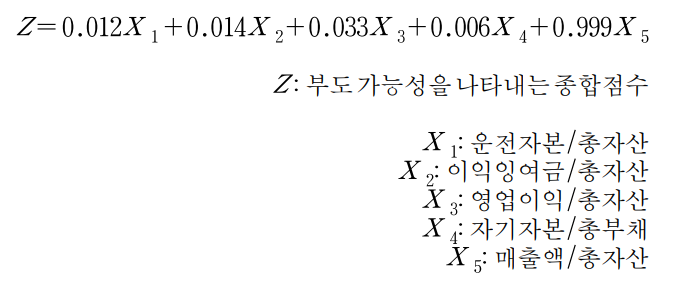 Z=0.012X₁+0.014X₂+0.033X₃+0.006X₄+0.999X₅
Z: 부도가능성을 나타내는 종합점수
X₁: 운전자본/총자산
X₂: 이익잉여금/총자산
X₃: 영업이익/총자산
X₄: 자기자본/총부채
X₅: 매출액/총자산